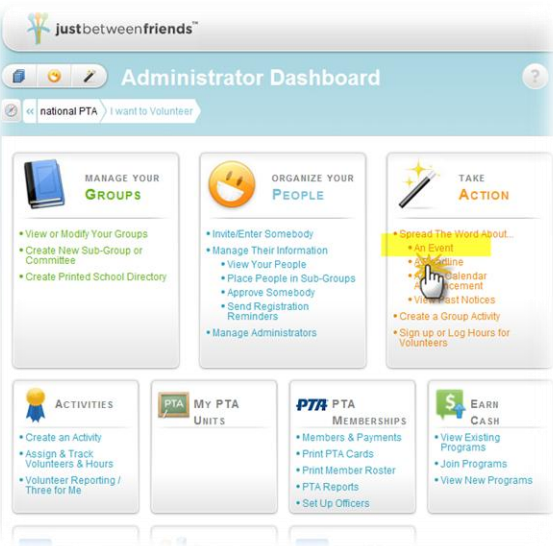 justbetweenfriends™
Administrator Dashboard
?
« national PTA I want to Volunteer
MANAGE YOUR
GROUPS
• View or Modify Your Groups
• Create New Sub-Group or
Committee
• Create Printed School Directory
ORGANIZE YOUR
PEOPLE
• Invite/Enter Somebody
• Manage Their Information
• View Your People
• Place People in Sub-Groups
• Approve Somebody
• Send Registration
Reminders
• Manage Administrators
TAKE
ACTION
• Spread The Word About...
• An Event
• A
• Calendar
• View Past Notices
• Create a Group Activity
• Sign up or Log Hours for
Volunteers
ACTIVITIES
• Create an Activity
• Assign & Track
Volunteers & Hours
• Volunteer Reporting /
Three for Me
PTA
MY PTA
UNITS
PTA PTA
MEMBERSHIPS
• Members & Payments
• Print PTA Cards
• Print Member Roster
• PTA Reports
• Set Up Officers
$
EARN
CASH
• View Existing
Programs
• Join Programs
• View New Programs